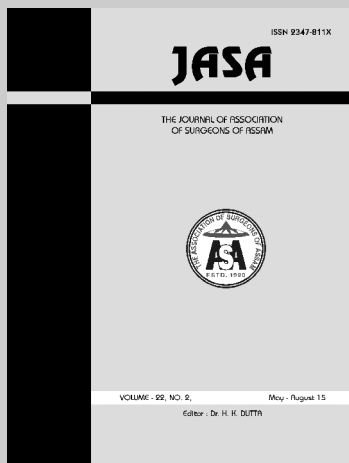 ISSN 2347-811X
JASA
THE JOURNAL OF ASSOCIATION
OF SURGEONS OF ASSAM
THE ASSOCIATION OF SURGEONS OF ASSAM
ASA
ESTD. 1980
VOLUME - 22, NO. 2, May - August 15
Editor : Dr. H. K. DUTTA